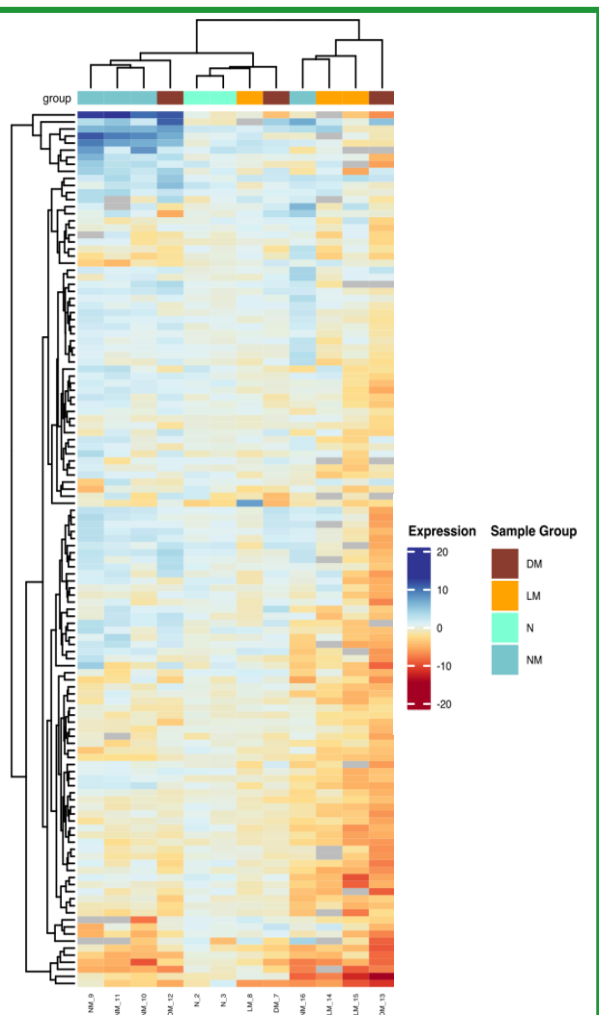 group
Expression
20
10
0
-10
-20
Sample Group
DM
LM
N
NM
NM_9
NM_11
NM_10
DM_12
N_2
N_3
LM_8
DM_7
NM_16
LM_14
LM_15
DM_13